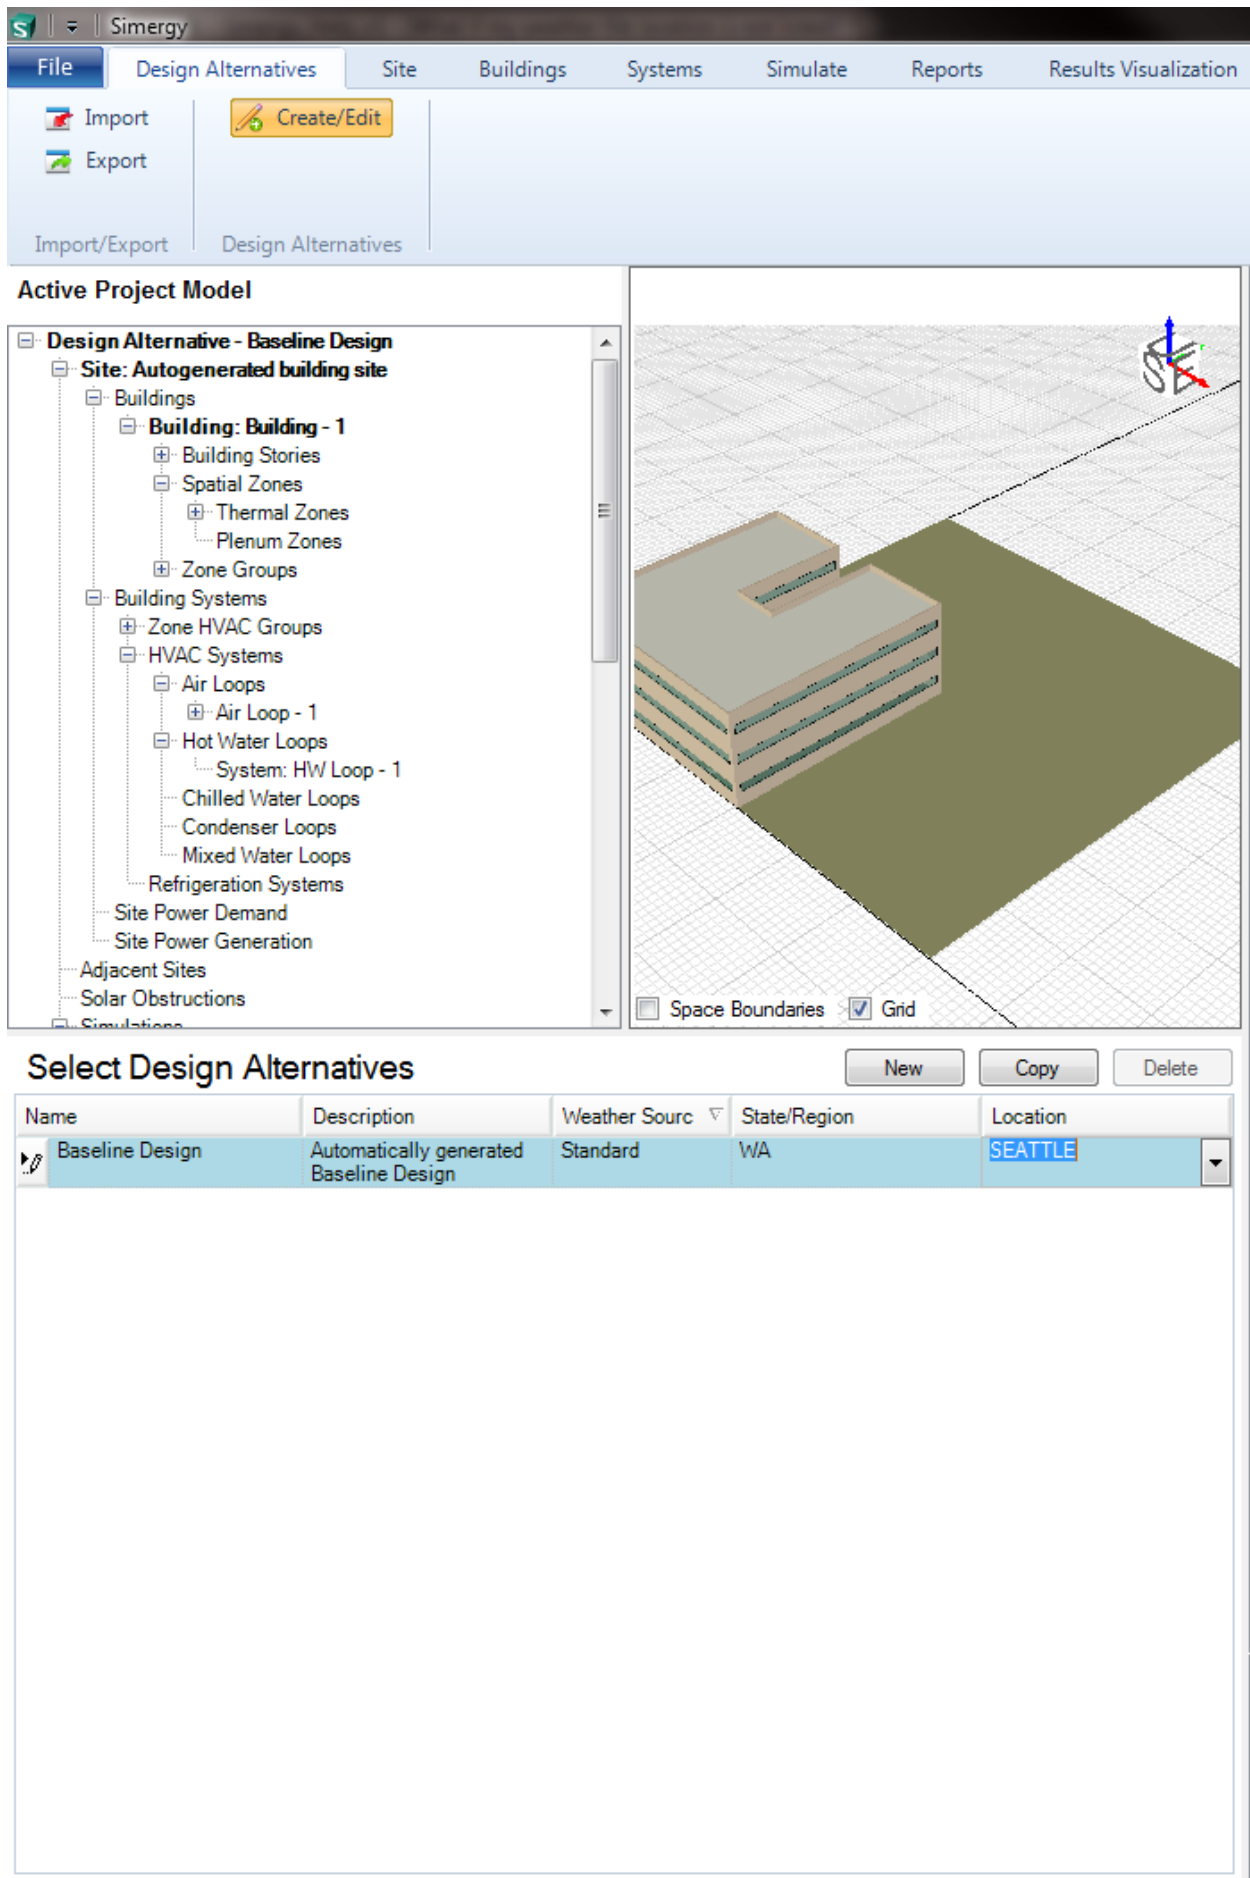 Simergy
File Design Alternatives Site Buildings Systems Simulate Reports Results Visualization
Import Create/Edit
Export
Import/Export Design Alternatives
Active Project Model
Design Alternative - Baseline Design
Site: Autogenerated building site
Buildings
Building: Building - 1
Building Stories
Spatial Zones
Thermal Zones
Plenum Zones
Zone Groups
Building Systems
Zone HVAC Groups
HVAC Systems
Air Loops
Air Loop - 1
Hot Water Loops
System: HW Loop - 1
Chilled Water Loops
Condenser Loops
Mixed Water Loops
Refrigeration Systems
Site Power Demand
Site Power Generation
Adjacent Sites
Solar Obstructions
Simulations
Space Boundaries Grid
Select Design Alternatives New Copy Delete
Name Description Weather Sourc State/Region Location
Baseline Design Automatically generated Standard WA SEATTLE
Baseline Design